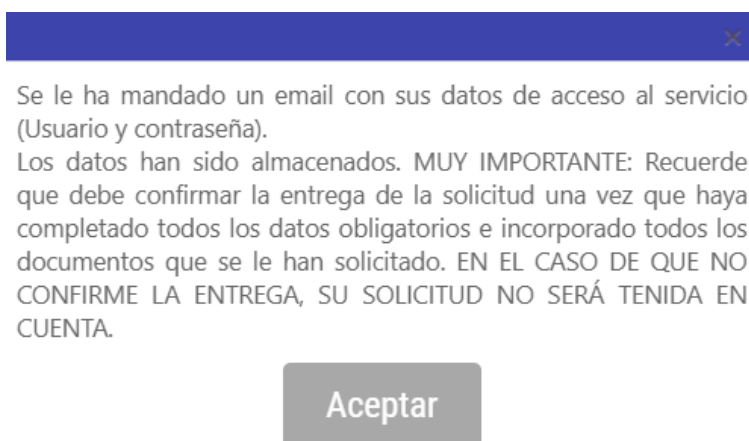 Se le ha mandado un email con sus datos de acceso al servicio
(Usuario y contraseña).
Los datos han sido almacenados. MUY IMPORTANTE: Recuerde
que debe confirmar la entrega de la solicitud una vez que haya
completado todos los datos obligatorios e incorporado todos los
documentos que se le han solicitado. EN EL CASO DE QUE NO
CONFIRME LA ENTREGA, SU SOLICITUD NO SERÁ TENIDA EN
CUENTA.
Aceptar